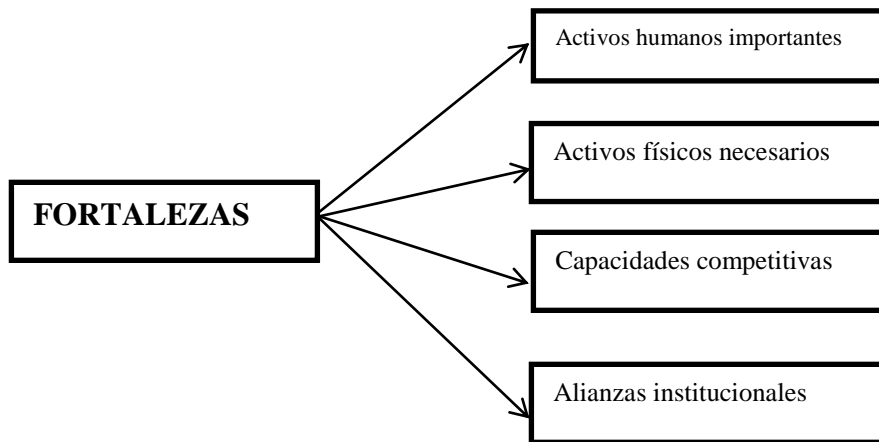 Activos humanos importantes
Activos físicos necesarios
FORTALEZAS
Capacidades competitivas
Alianzas institucionales